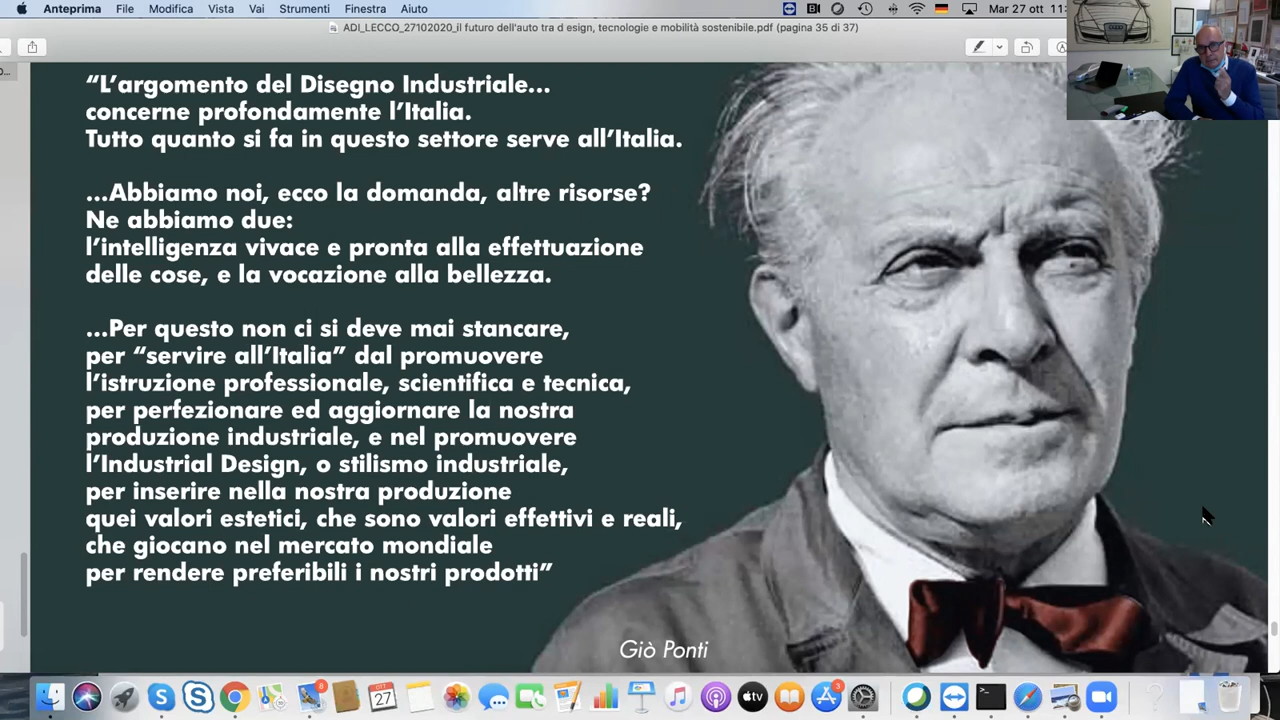 Anteprima File Modifica Vista Vai Strumenti Finestra Aiuto Mar 27 ott 11:
ADI_LECCO_27102020_il futuro dell'auto tra d esign, tecnologie e mobilità sostenibile.pdf (pagina 35 di 37)
“L’argomento del Disegno Industriale...
concerne profondamente l’Italia.
Tutto quanto si fa in questo settore serve all’Italia.
...Abbiamo noi, ecco la domanda, altre risorse?
Ne abbiamo due:
l’intelligenza vivace e pronta alla effettuazione
delle cose, e la vocazione alla bellezza.
...Per questo non ci si deve mai stancare,
per “servire all’Italia” dal promuovere
l’istruzione professionale, scientifica e tecnica,
per perfezionare ed aggiornare la nostra
produzione industriale, e nel promuovere
l’Industrial Design, o stilismo industriale,
per inserire nella nostra produzione
quei valori estetici, che sono valori effettivi e reali,
che giocano nel mercato mondiale
per rendere preferibili i nostri prodotti”
Giò Ponti
OTT
27
tv